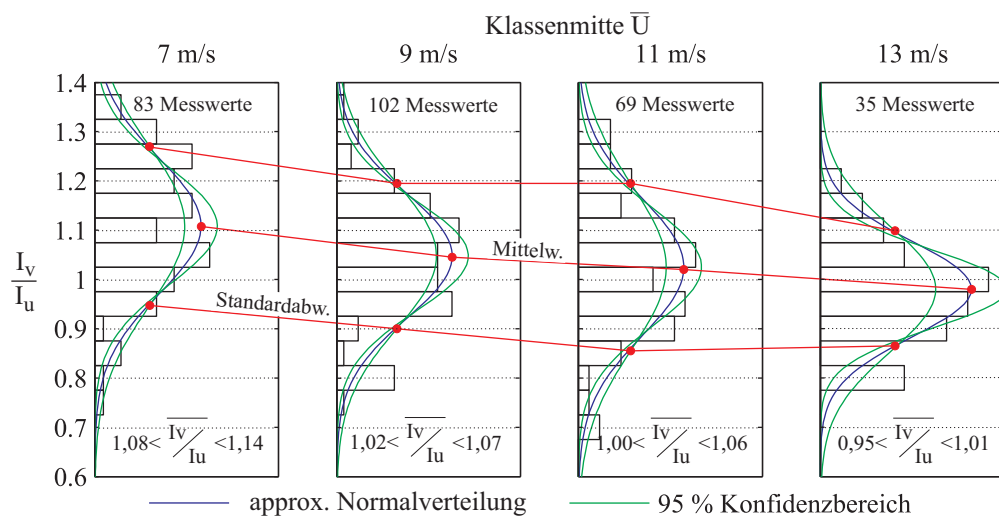 Klassenmitte U
7 m/s 9 m/s 11 m/s 13 m/s
83 Messwerte 102 Messwerte 69 Messwerte 35 Messwerte
1.4
1.3
1.2
1.1
1
0.9
0.8
0.7
0.6
Iv
Iu
Mittelw.
Standardabw.
1,08< Iv/Iu <1,14
1,02< Iv/Iu <1,07
1,00< Iv/Iu <1,06
0,95< Iv/Iu <1,01
approx. Normalverteilung 95 % Konfidenzbereich